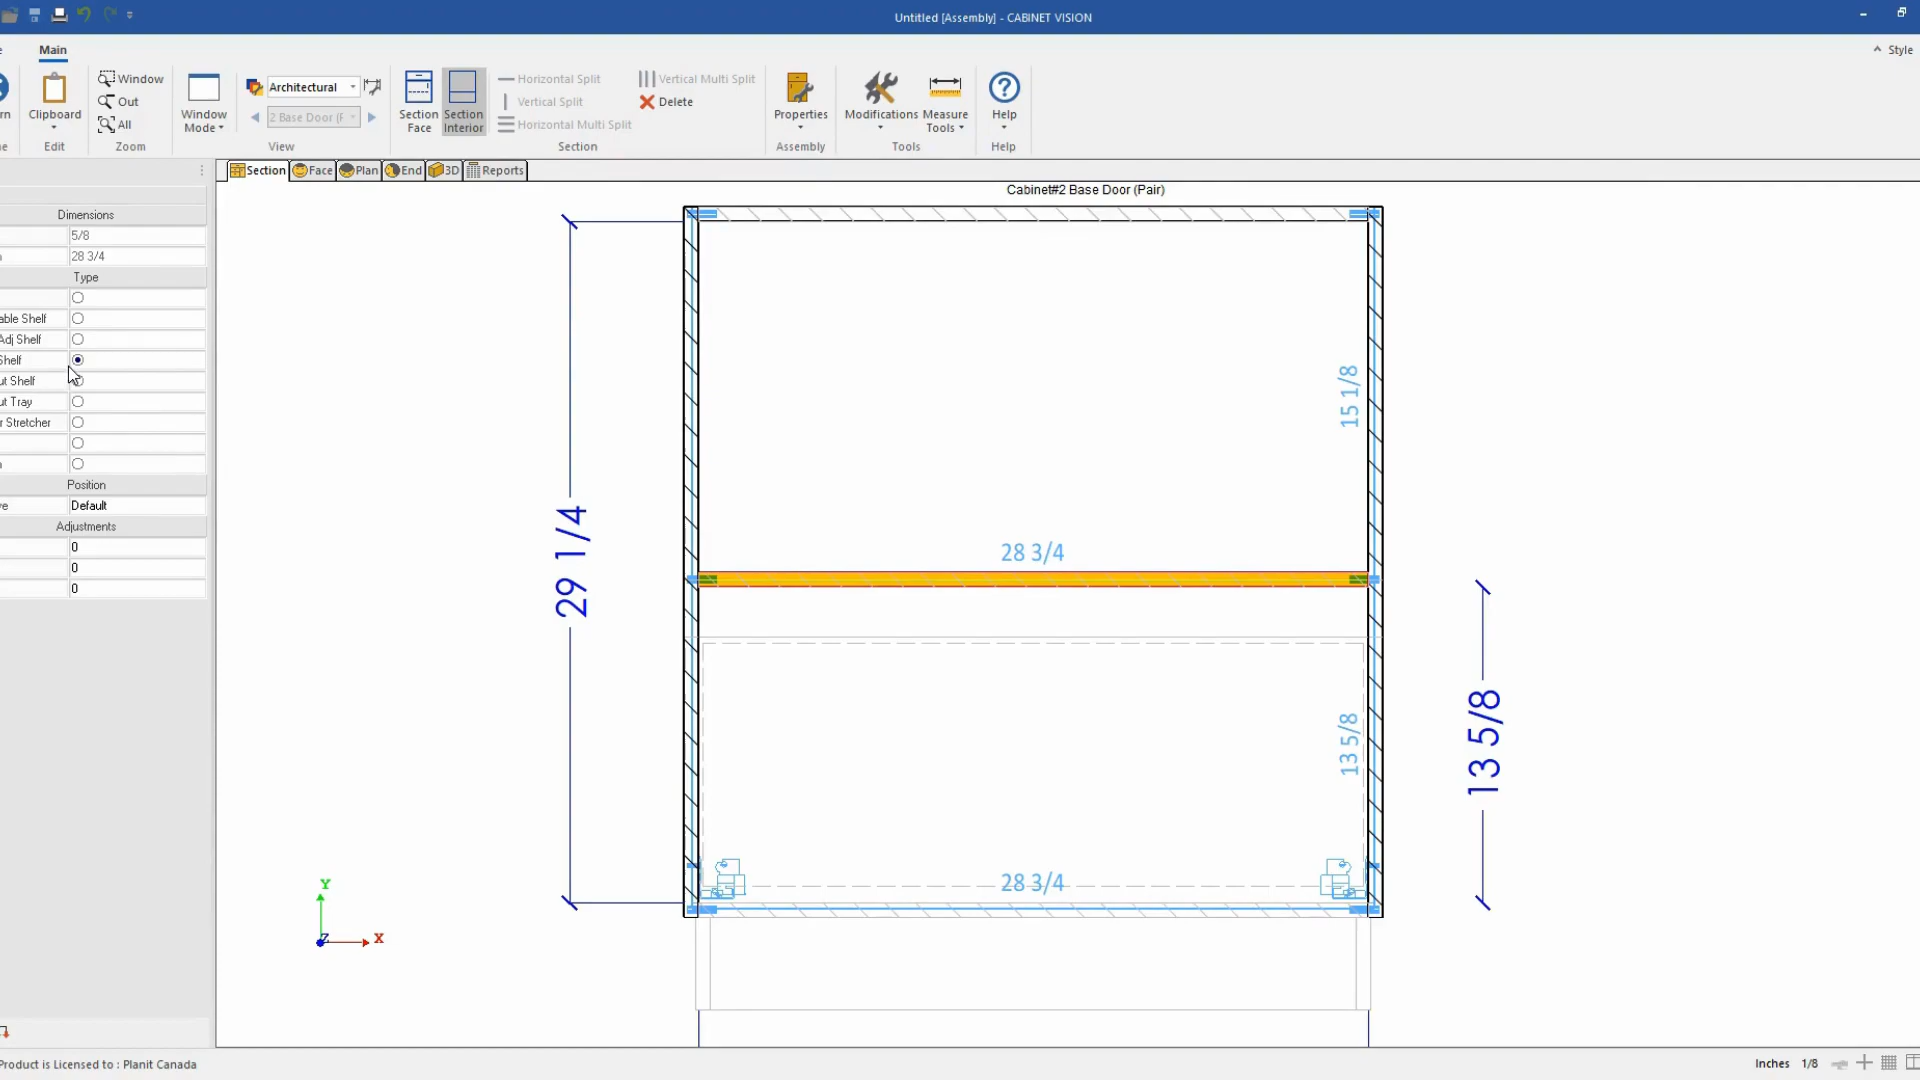 Untitled [Assembly] - CABINET VISION
Main
Style
Clipboard
Edit
Window
Out
All
Zoom
Window
Mode
Architectural
2 Base Door (F
View
Section
Face
Section
Interior
Horizontal Split
Vertical Split
Horizontal Multi Split
Vertical Multi Split
Delete
Section
Properties
Assembly
Modifications
Measure
Tools
Tools
Help
Help
Section
Face
Plan
End
3D
Reports
Cabinet#2 Base Door (Pair)
Dimensions
5/8
28 3/4
Type
able Shelf
Adj Shelf
Shelf
ut Shelf
ut Tray
r Stretcher
Position
ve Default
Adjustments
0
0
0
29 1/4
15 1/8
28 3/4
13 5/8
13 5/8
28 3/4
Y
Z
X
Product is Licensed to : Planit Canada
Inches
1/8